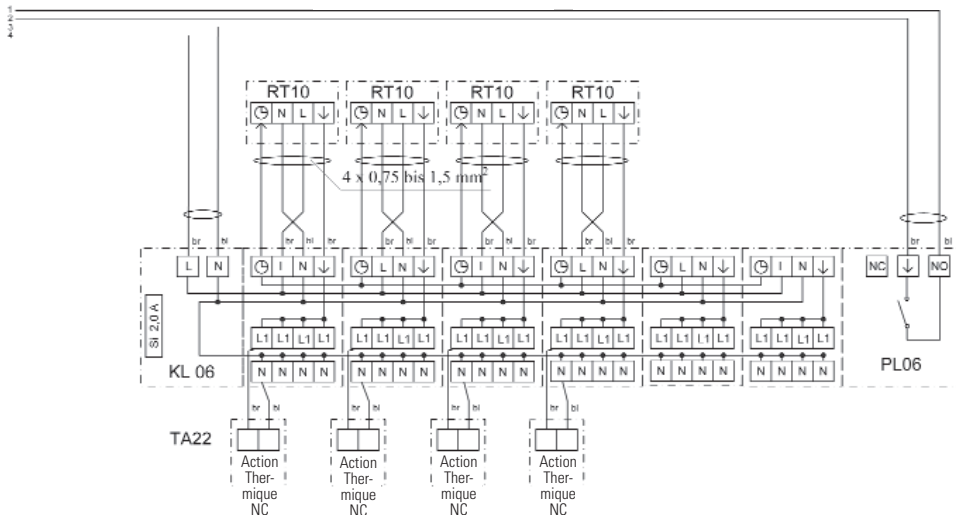 1
2
3
4
RT10 RT10 RT10 RT10
N L N L N L N L
4 x 0,75 bis 1,5 mm²
br bl br bl br br bl br br bl br br bl br br bl
L N I N L N I N L N L N I N NC NO
Si 2,0 A
L1 L1 L1 L1 L1 L1 L1 L1 L1 L1 L1 L1 L1 L1 L1 L1 L1 L1 L1 L1 L1 L1 L1 L1
KL 06
N N N N N N N N N N N N N N N N N N N N N N N N
PL06
br bl br bl br bl br bl
TA22
Action Action Action Action
Ther- Ther- Ther- Ther-
mique mique mique mique
NC NC NC NC